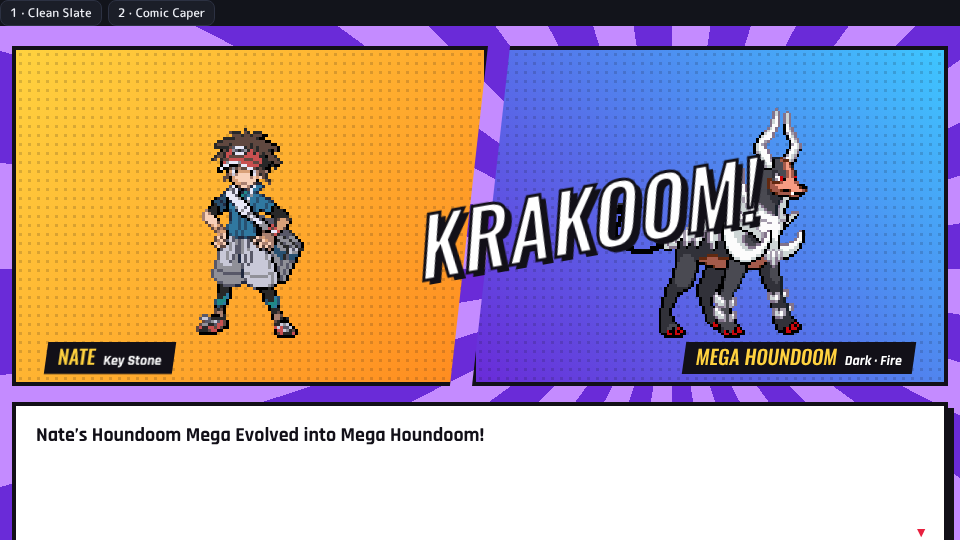 1 · Clean Slate
2 · Comic Caper
KRAKOOM!
NATE Key Stone
MEGA HOUNDOOM Dark · Fire
Nate’s Houndoom Mega Evolved into Mega Houndoom!